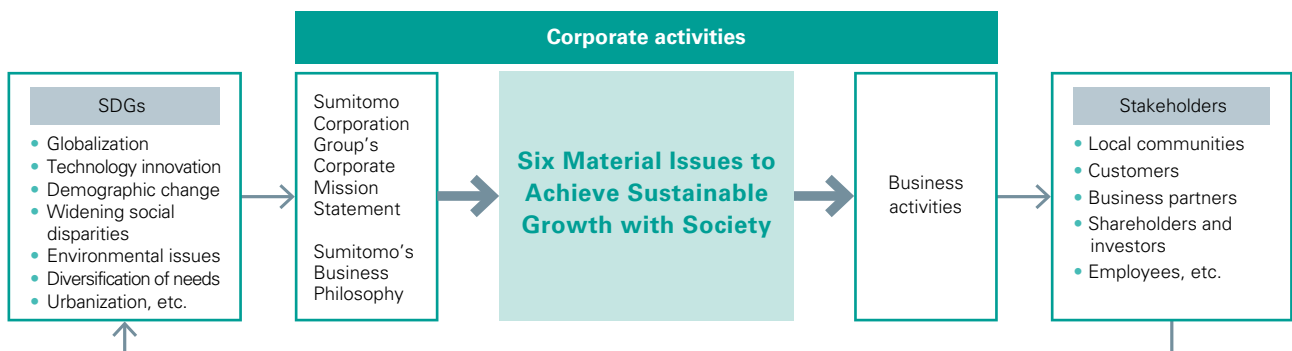 Corporate activities
SDGs
• Globalization
• Technology innovation
• Demographic change
• Widening social
disparities
• Environmental issues
• Diversification of needs
• Urbanization, etc.
Sumitomo
Corporation
Group's
Corporate
Mission
Statement
Sumitomo's
Business
Philosophy
Six Material Issues to
Achieve Sustainable
Growth with Society
Business
activities
Stakeholders
• Local communities
• Customers
• Business partners
• Shareholders and
investors
• Employees, etc.